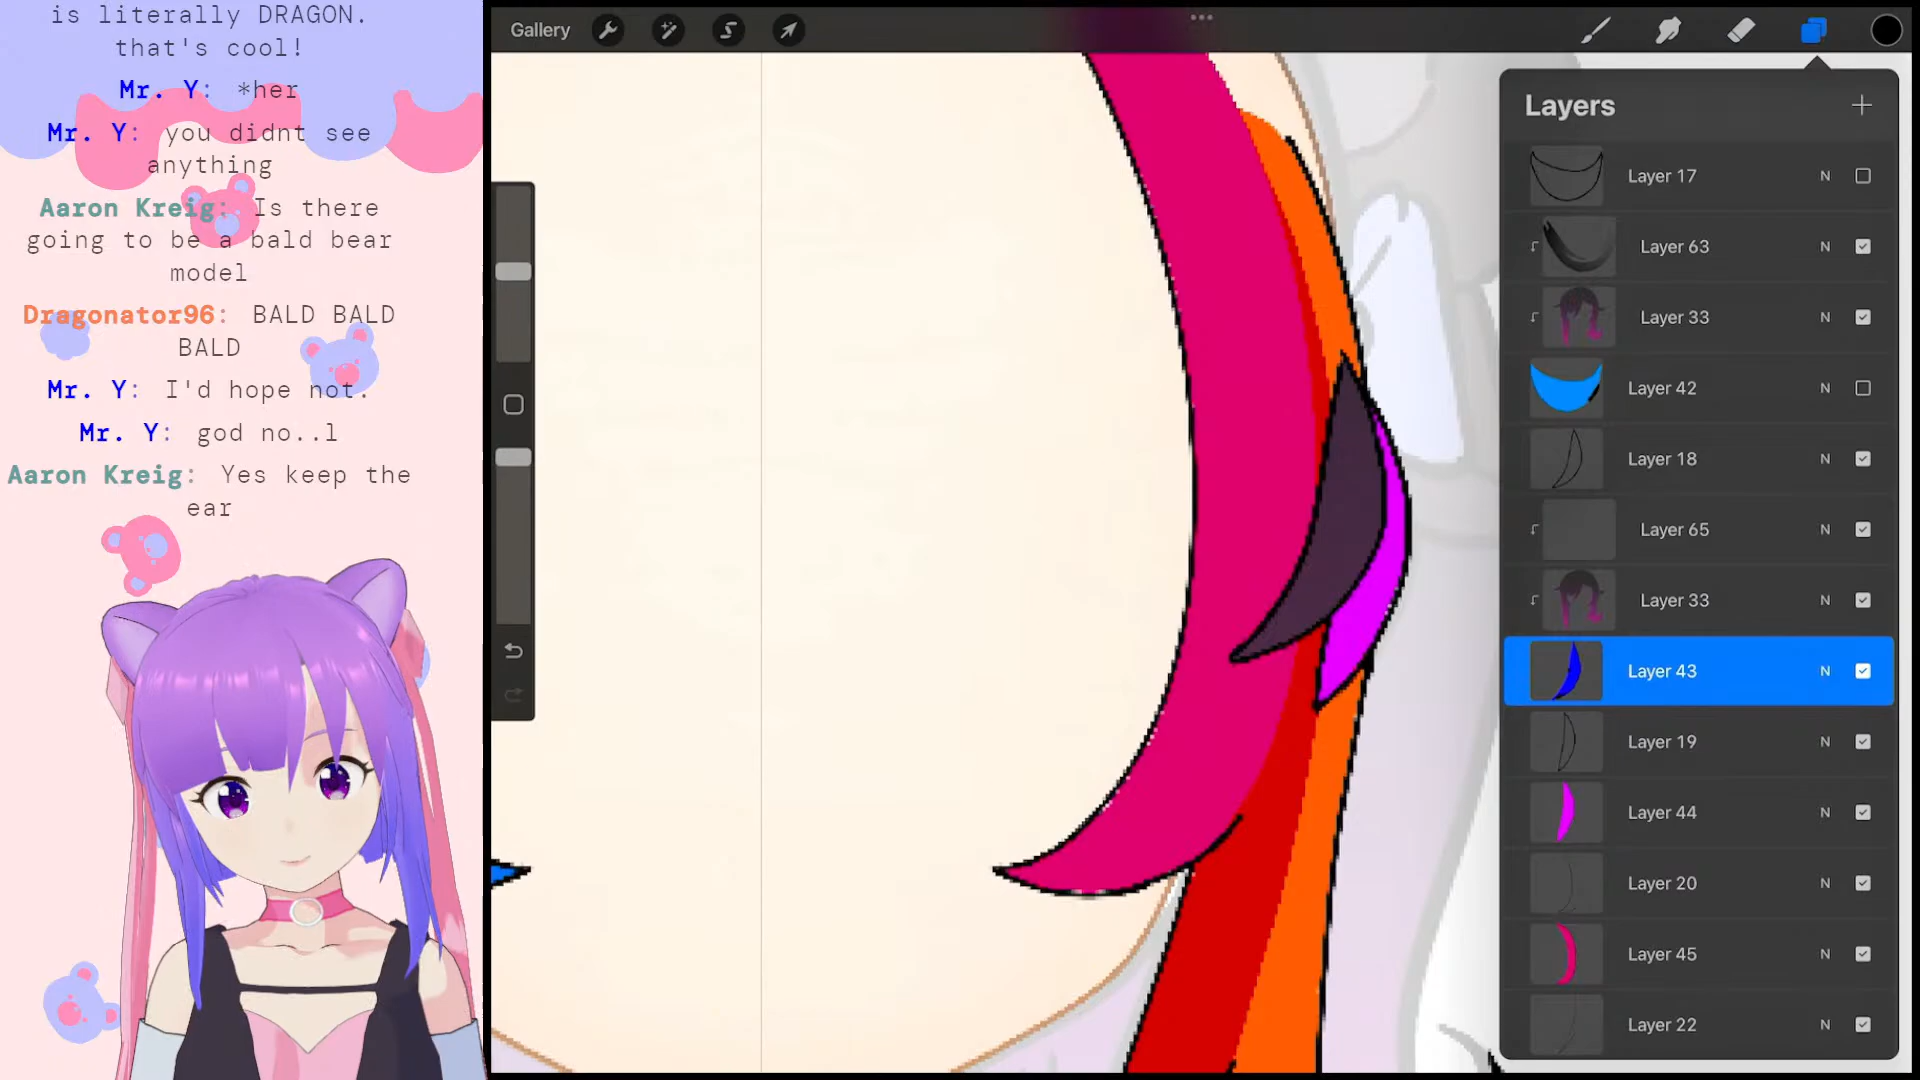 is literally DRAGON.
that's cool!
Mr. Y: *her
Mr. Y: you didnt see
anything
Aaron Kreig: Is there
going to be a bald bear
model
Dragonator96: BALD BALD
BALD
Mr. Y: I'd hope not.
Mr. Y: god no..l
Aaron Kreig: Yes keep the
ear
Gallery
Layers
Layer 17 N
Layer 63 N
Layer 33 N
Layer 42 N
Layer 18 N
Layer 65 N
Layer 33 N
Layer 43 N
Layer 19 N
Layer 44 N
Layer 20 N
Layer 45 N
Layer 22 N